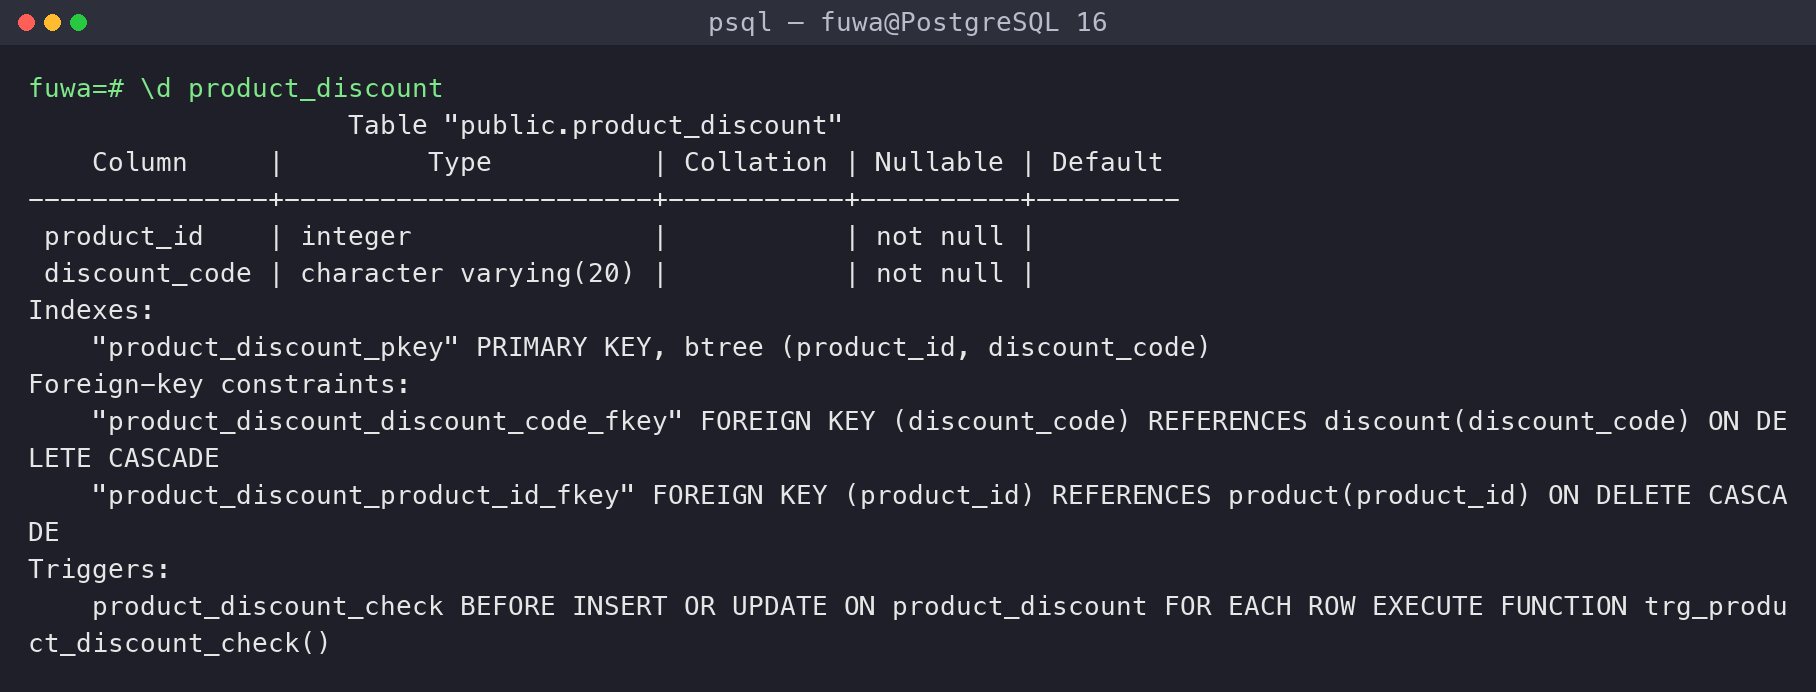 psql — fuwa@PostgreSQL 16
fuwa=# \d product_discount
                    Table "public.product_discount"
    Column     |         Type          | Collation | Nullable | Default
---------------+-----------------------+-----------+----------+---------
 product_id    | integer               |           | not null |
 discount_code | character varying(20) |           | not null |
Indexes:
    "product_discount_pkey" PRIMARY KEY, btree (product_id, discount_code)
Foreign-key constraints:
    "product_discount_discount_code_fkey" FOREIGN KEY (discount_code) REFERENCES discount(discount_code) ON DE
LETE CASCADE
    "product_discount_product_id_fkey" FOREIGN KEY (product_id) REFERENCES product(product_id) ON DELETE CASCA
DE
Triggers:
    product_discount_check BEFORE INSERT OR UPDATE ON product_discount FOR EACH ROW EXECUTE FUNCTION trg_produ
ct_discount_check()